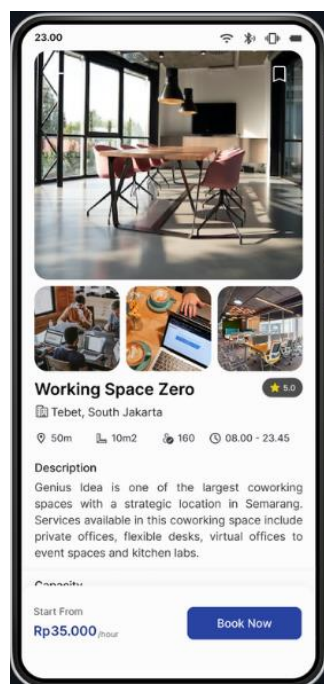 23.00
Working Space Zero
5.0
Tebet, South Jakarta
50m 10m2 160 08.00 - 23.45
Description
Genius Idea is one of the largest coworking
spaces with a strategic location in Semarang.
Services available in this coworking space include
private offices, flexible desks, virtual offices to
event spaces and kitchen labs.
Capacity
Start From
Rp35.000 /hour
Book Now